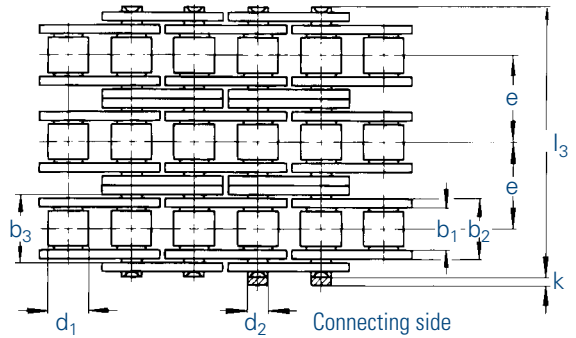 e
l₃
e
b₃
b₁
b₂
k
d₁
d₂
Connecting side